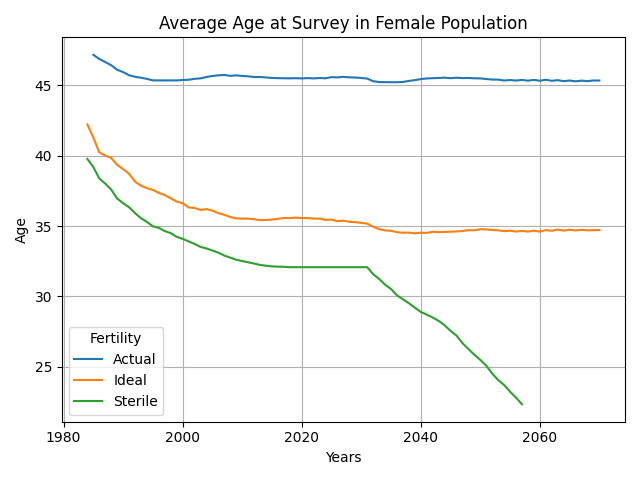 Average Age at Survey in Female Population
Age
45
40
35
30
25
Fertility
Actual
Ideal
Sterile
1980
2000
2020
2040
2060
Years